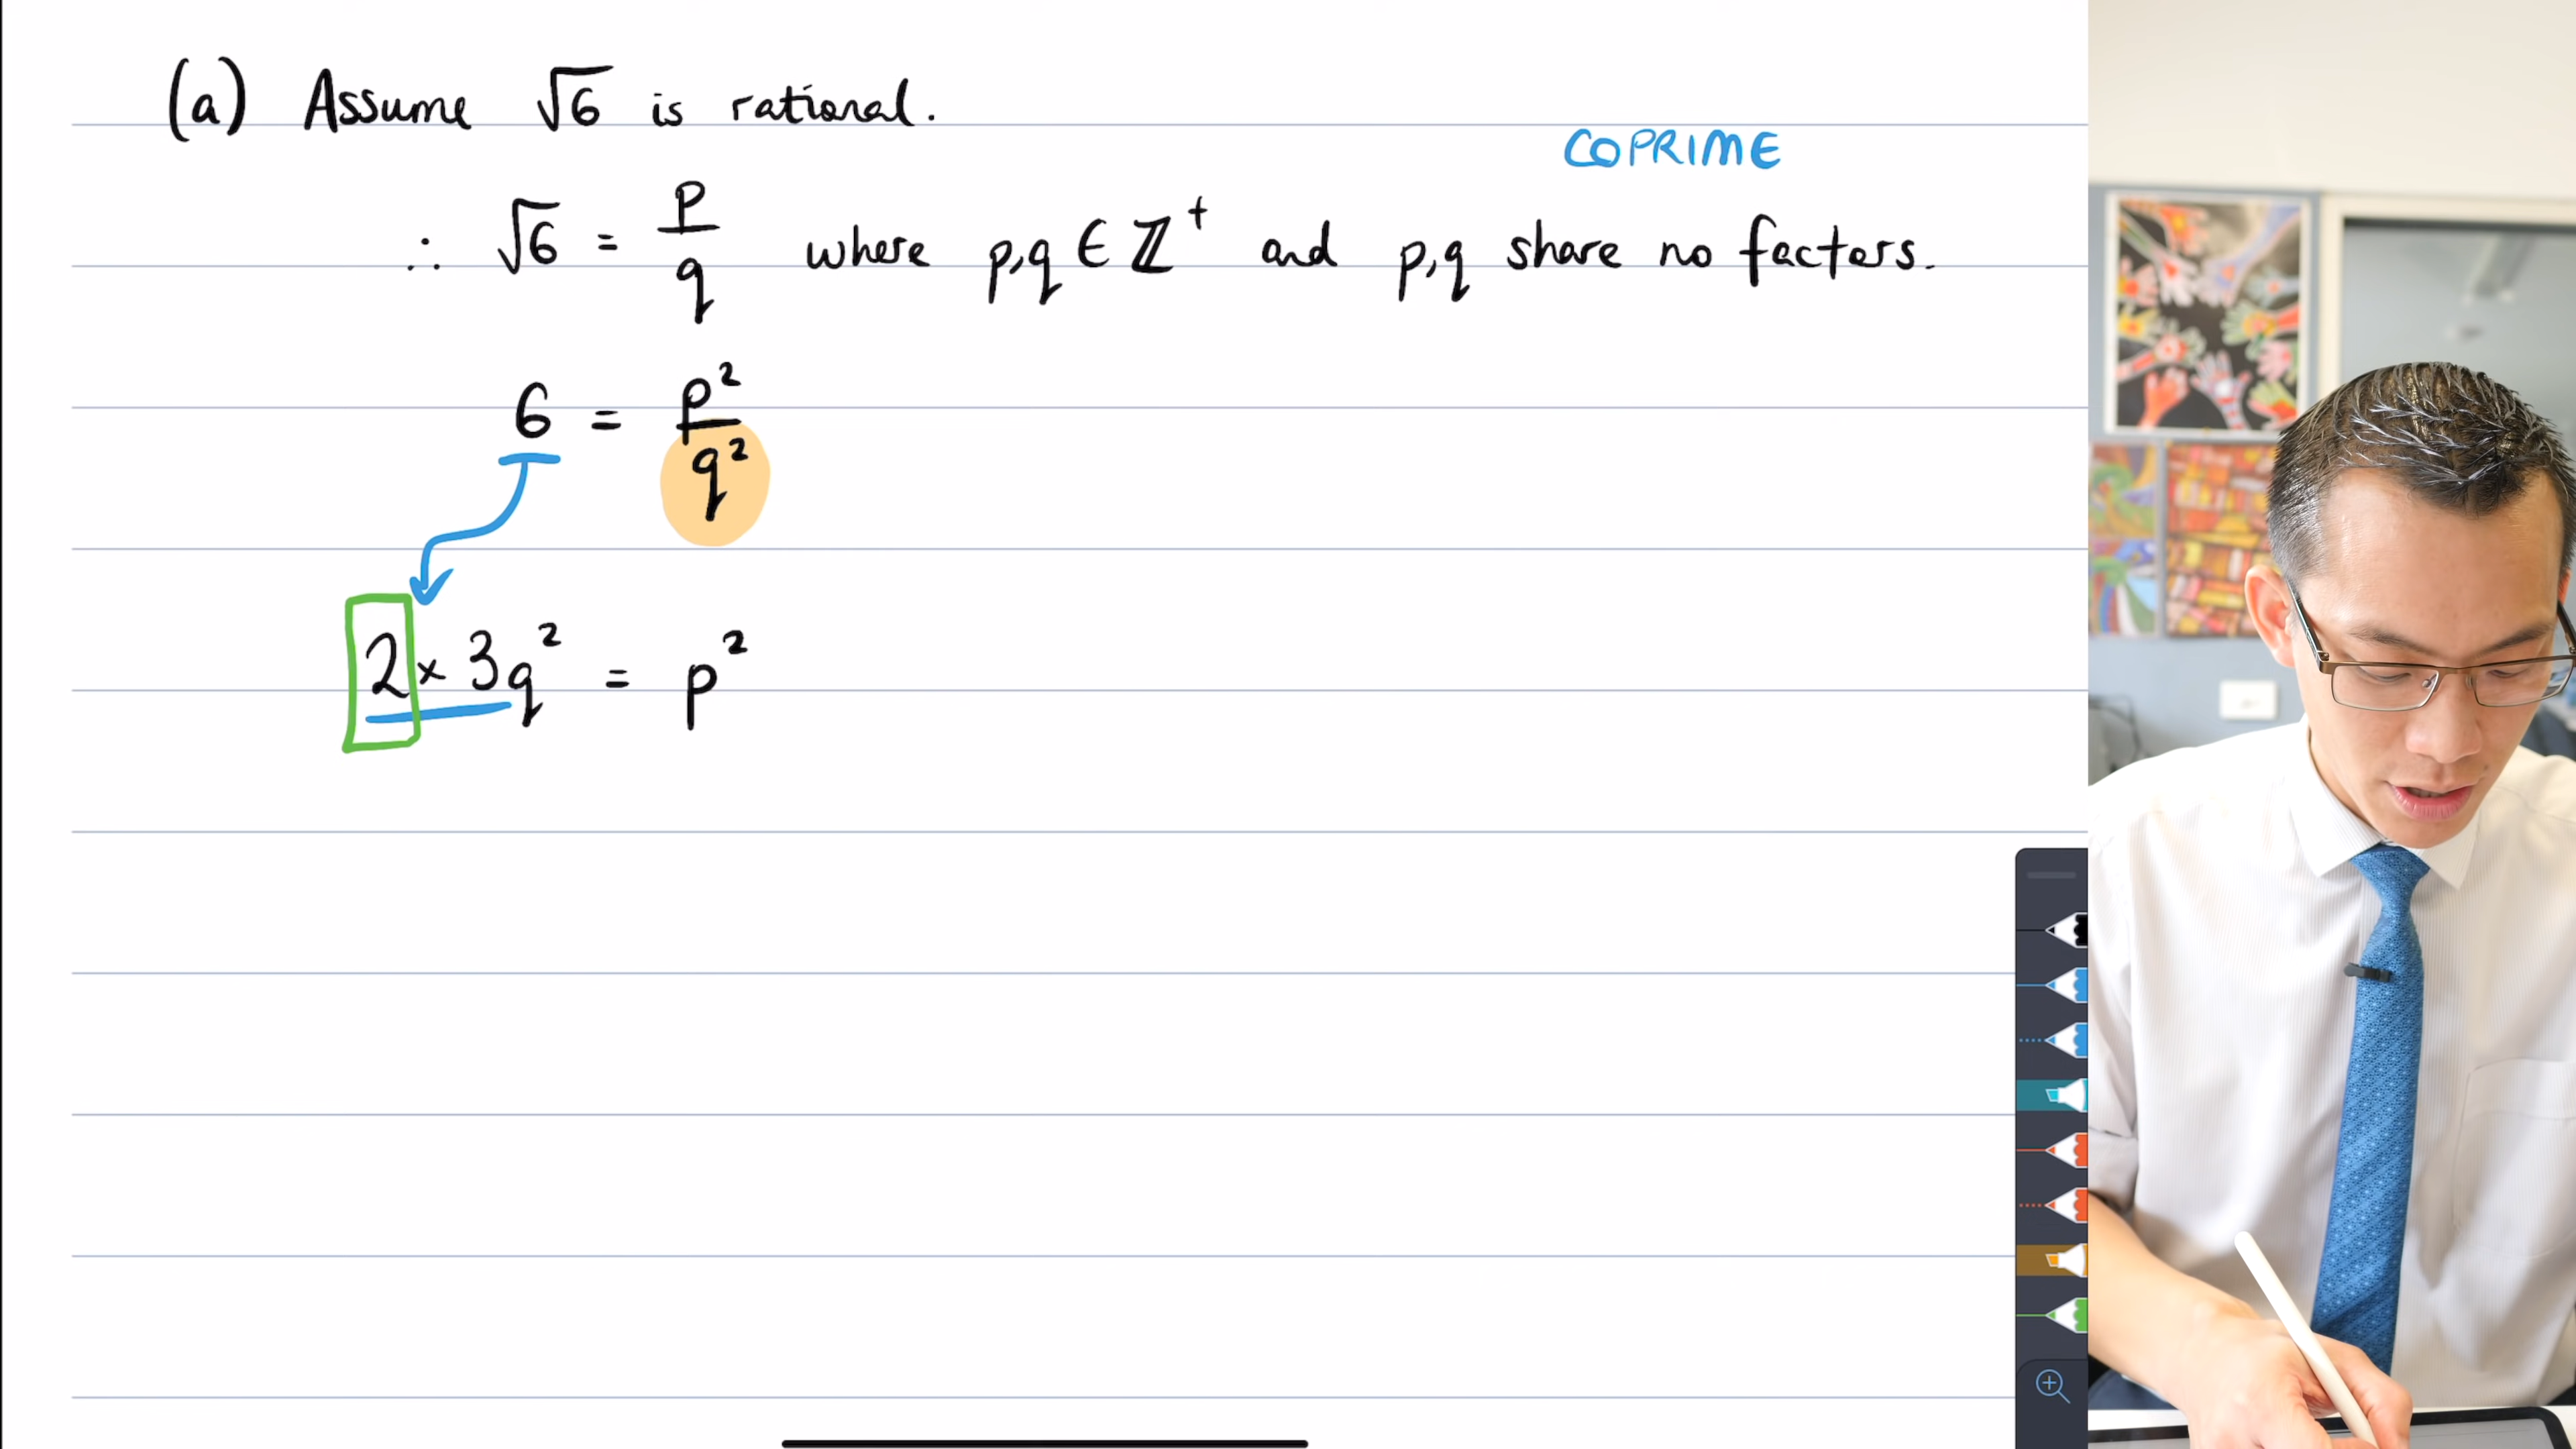 (a) Assume √6 is rational.
COPRIME
∴ √6 = p/q where p,q ∈ ℤ⁺ and p,q share no factors.
6 = p²/q²
2 × 3q² = p²